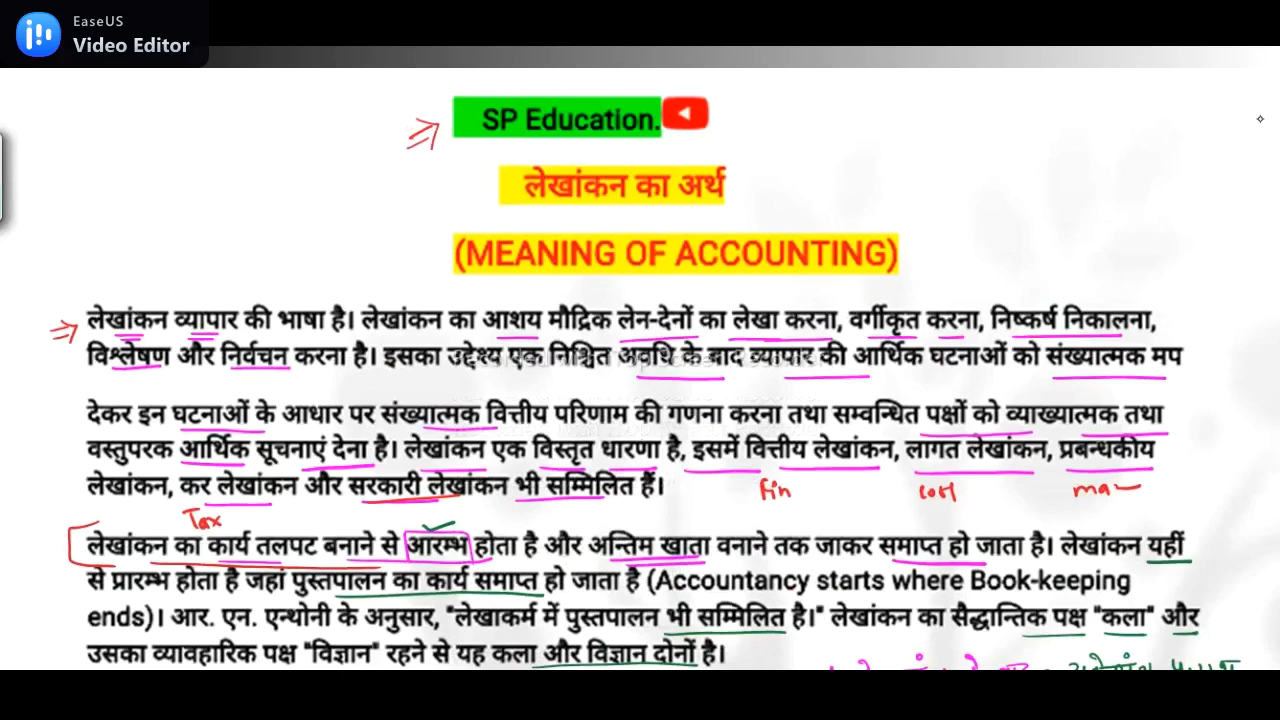 EaseUS
Video Editor
SP Education.
लेखांकन का अर्थ
(MEANING OF ACCOUNTING)
लेखांकन व्यापार की भाषा है। लेखांकन का आशय मौद्रिक लेन-देनों का लेखा करना, वर्गीकृत करना, निष्कर्ष निकालना,
विश्लेषण और निर्वचन करना है। इसका उद्देश्य एक निश्चित अवधि के बाद व्यापार की आर्थिक घटनाओं को संख्यात्मक मप
देकर इन घटनाओं के आधार पर संख्यात्मक वित्तीय परिणाम की गणना करना तथा सम्वन्धित पक्षों को व्याख्यात्मक तथा
वस्तुपरक आर्थिक सूचनाएं देना है। लेखांकन एक विस्तृत धारणा है, इसमें वित्तीय लेखांकन, लागत लेखांकन, प्रबन्धकीय
लेखांकन, कर लेखांकन और सरकारी लेखांकन भी सम्मिलित हैं।
fin cost
Tax
लेखांकन का कार्य तलपट बनाने से आरम्भ होता है और अन्तिम खाता वनाने तक जाकर समाप्त हो जाता है। लेखांकन यहीं
से प्रारम्भ होता है जहां पुस्तपालन का कार्य समाप्त हो जाता है (Accountancy starts where Book-keeping
ends)। आर. एन. एन्थोनी के अनुसार, "लेखाकर्म में पुस्तपालन भी सम्मिलित है।" लेखांकन का सैद्धान्तिक पक्ष "कला" और
उसका व्यावहारिक पक्ष "विज्ञान" रहने से यह कला और विज्ञान दोनों है।